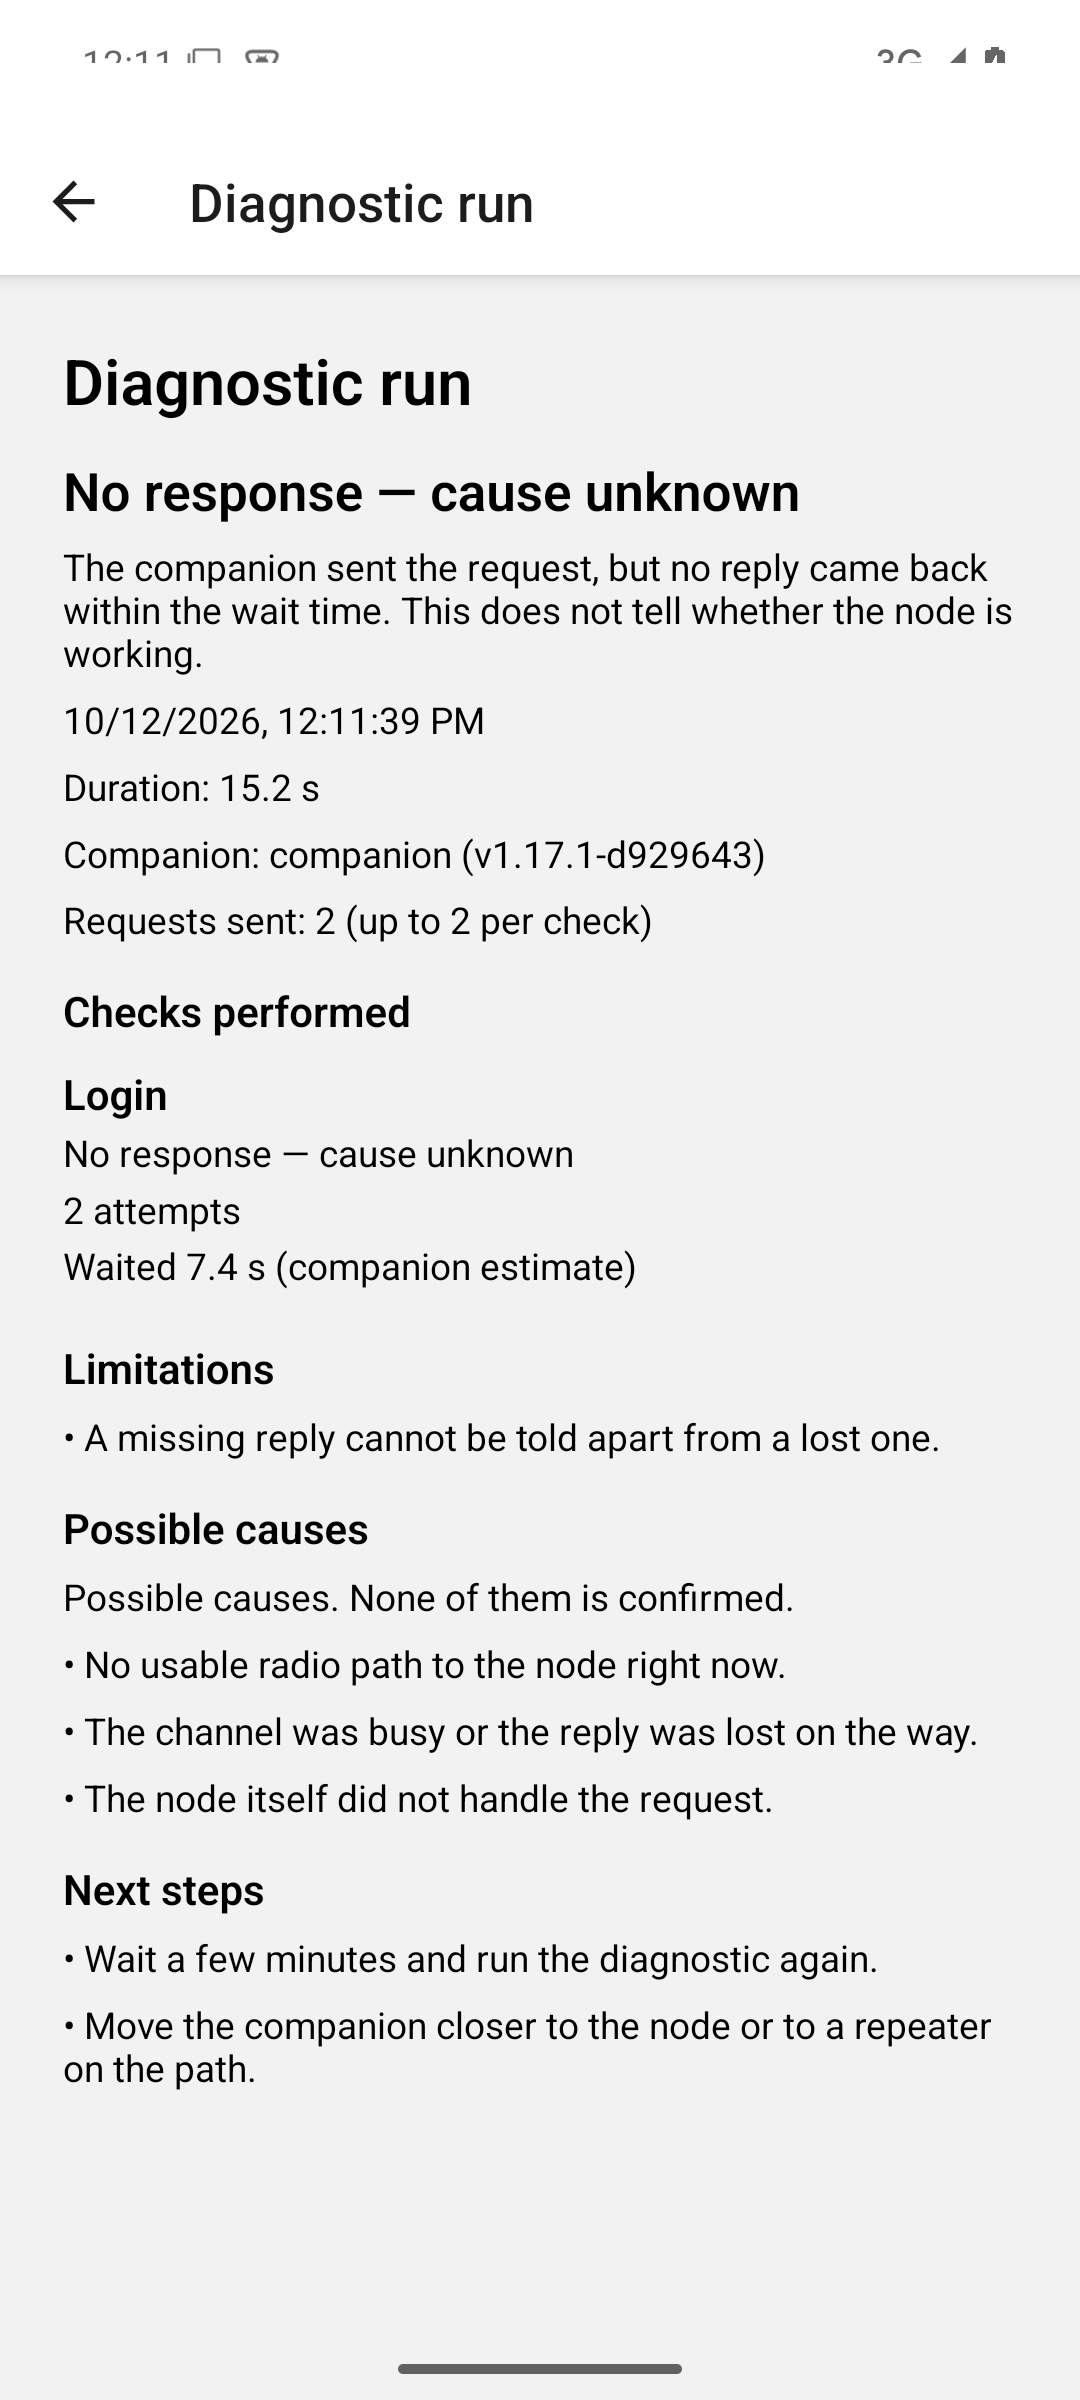 12:11
3G
Diagnostic run
Diagnostic run
No response — cause unknown
The companion sent the request, but no reply came back
within the wait time. This does not tell whether the node is
working.
10/12/2026, 12:11:39 PM
Duration: 15.2 s
Companion: companion (v1.17.1-d929643)
Requests sent: 2 (up to 2 per check)
Checks performed
Login
No response — cause unknown
2 attempts
Waited 7.4 s (companion estimate)
Limitations
• A missing reply cannot be told apart from a lost one.
Possible causes
Possible causes. None of them is confirmed.
• No usable radio path to the node right now.
• The channel was busy or the reply was lost on the way.
• The node itself did not handle the request.
Next steps
• Wait a few minutes and run the diagnostic again.
• Move the companion closer to the node or to a repeater
on the path.